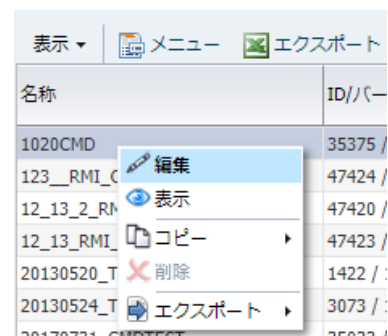 表示 メニュー エクスポート
名称 ID/バー
1020CMD 35375 /
123__RMI_C 47424 /
12_13_2_RM 47420 /
12_13_RMI_ 47423 /
20130520_T 1422 /
20130524_T 3073 /
編集
表示
コピー
削除
エクスポート